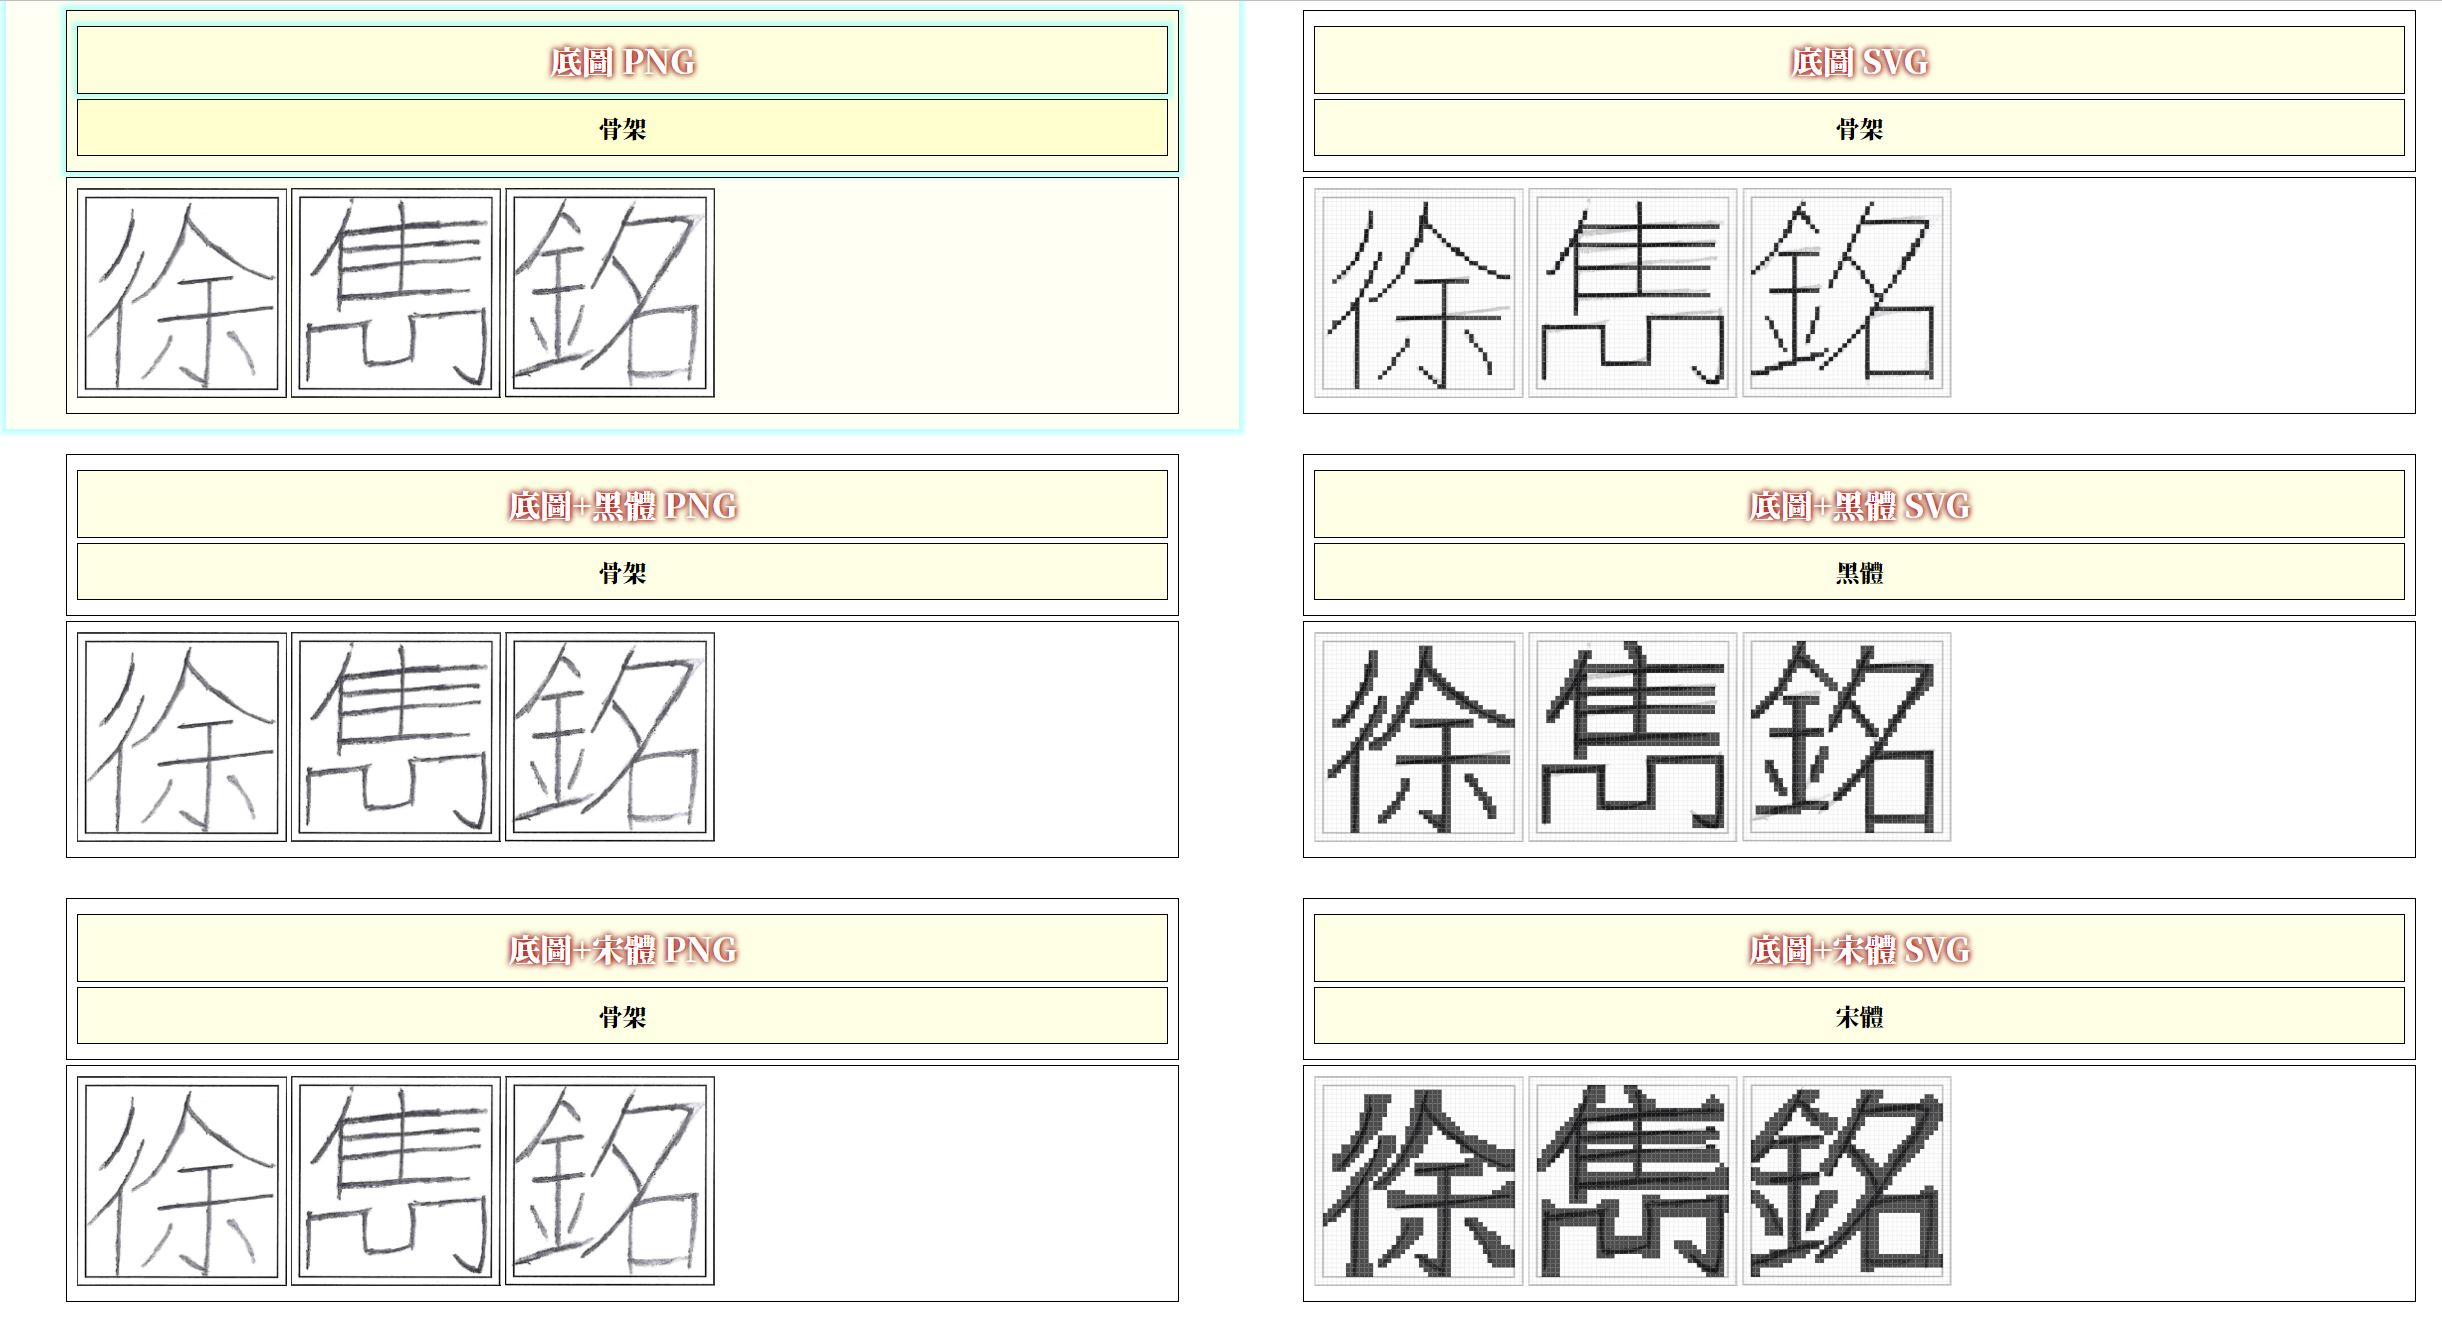 底圖 PNG
骨架
徐雋銘
底圖 SVG
骨架
徐雋銘
底圖+黑體 PNG
骨架
徐雋銘
底圖+黑體 SVG
黑體
徐雋銘
底圖+宋體 PNG
骨架
徐雋銘
底圖+宋體 SVG
宋體
徐雋銘